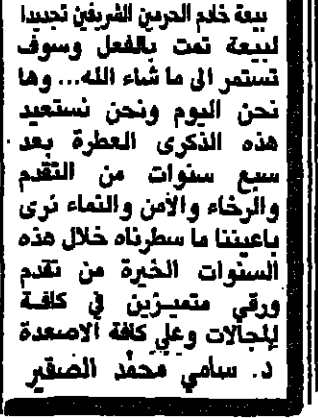 بيعة خادم الحرمين الشريفين تجديدا
لبيعة تمت بالفعل وسوف
تستمر الى ما شاء الله... وها
نحن اليوم ونحن نستعيد
هذه الذكرى العطرة بعد
سبع سنوات من التقدم
والرخاء والأمن والنماء نرى
باعيننا ما سطرناه خلال هذه
السنوات الخيرة من تقدم
ورقي متميزين في كافة
المجالات وعلى كافة الاصعدة
د. سامي محمد الصقير